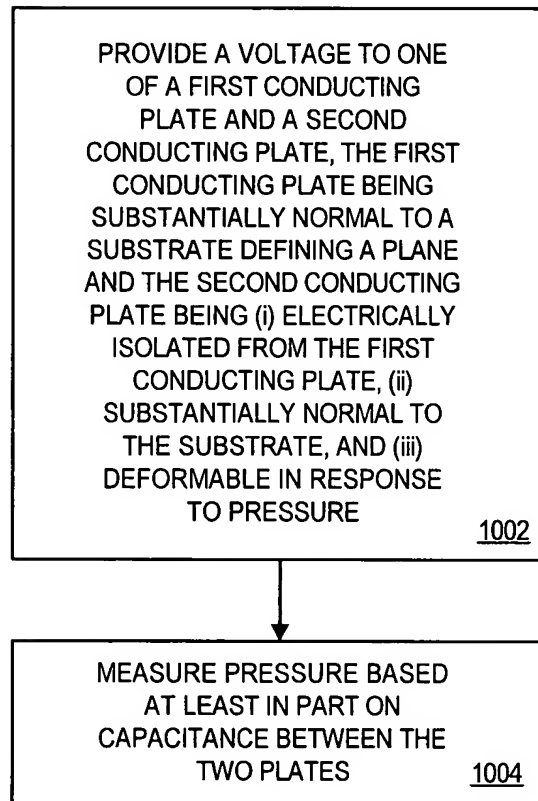 PROVIDE A VOLTAGE TO ONE
OF A FIRST CONDUCTING
PLATE AND A SECOND
CONDUCTING PLATE, THE FIRST
CONDUCTING PLATE BEING
SUBSTANTIALLY NORMAL TO A
SUBSTRATE DEFINING A PLANE
AND THE SECOND CONDUCTING
PLATE BEING (i) ELECTRICALLY
ISOLATED FROM THE FIRST
CONDUCTING PLATE, (ii)
SUBSTANTIALLY NORMAL TO
THE SUBSTRATE, AND (iii)
DEFORMABLE IN RESPONSE
TO PRESSURE
1002
MEASURE PRESSURE BASED
AT LEAST IN PART ON
CAPACITANCE BETWEEN THE
TWO PLATES
1004